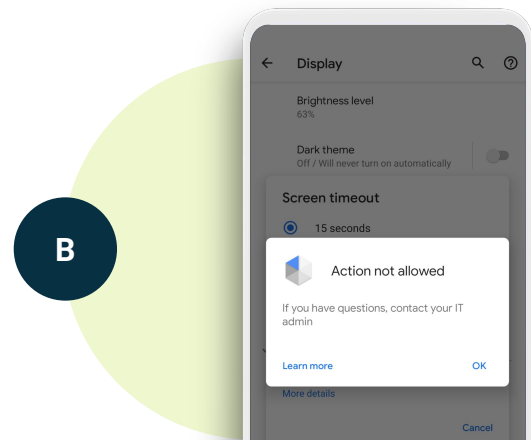 B
Display
Brightness level
63%
Dark theme
Off / Will never turn on automatically
Screen timeout
15 seconds
Action not allowed
If you have questions, contact your IT
admin
Learn more
OK
More details
Cancel